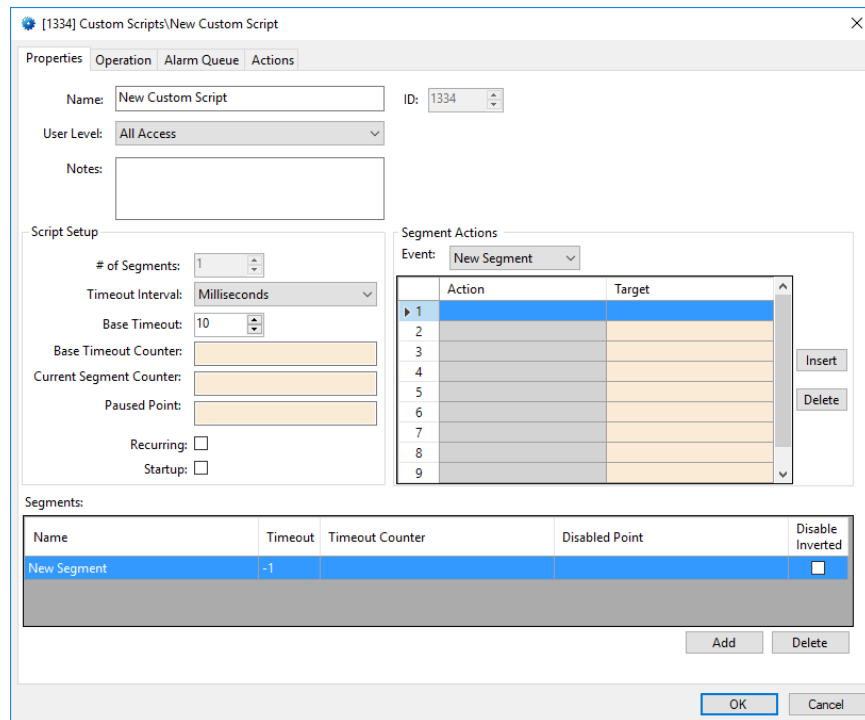 [1334] Custom Scripts\New Custom Script
Properties Operation Alarm Queue Actions
Name: New Custom Script ID: 1334
User Level: All Access
Notes:
Script Setup Segment Actions
Event: New Segment
# of Segments: 1
Action Target
Timeout Interval: Milliseconds
1
Base Timeout: 10
2
Base Timeout Counter:
3
Insert
4
Current Segment Counter:
5
Delete
Paused Point:
6
7
Recurring:
8
Startup:
9
Segments:
Name Timeout Timeout Counter Disabled Point Disable
Inverted
New Segment -1
Add Delete
OK Cancel